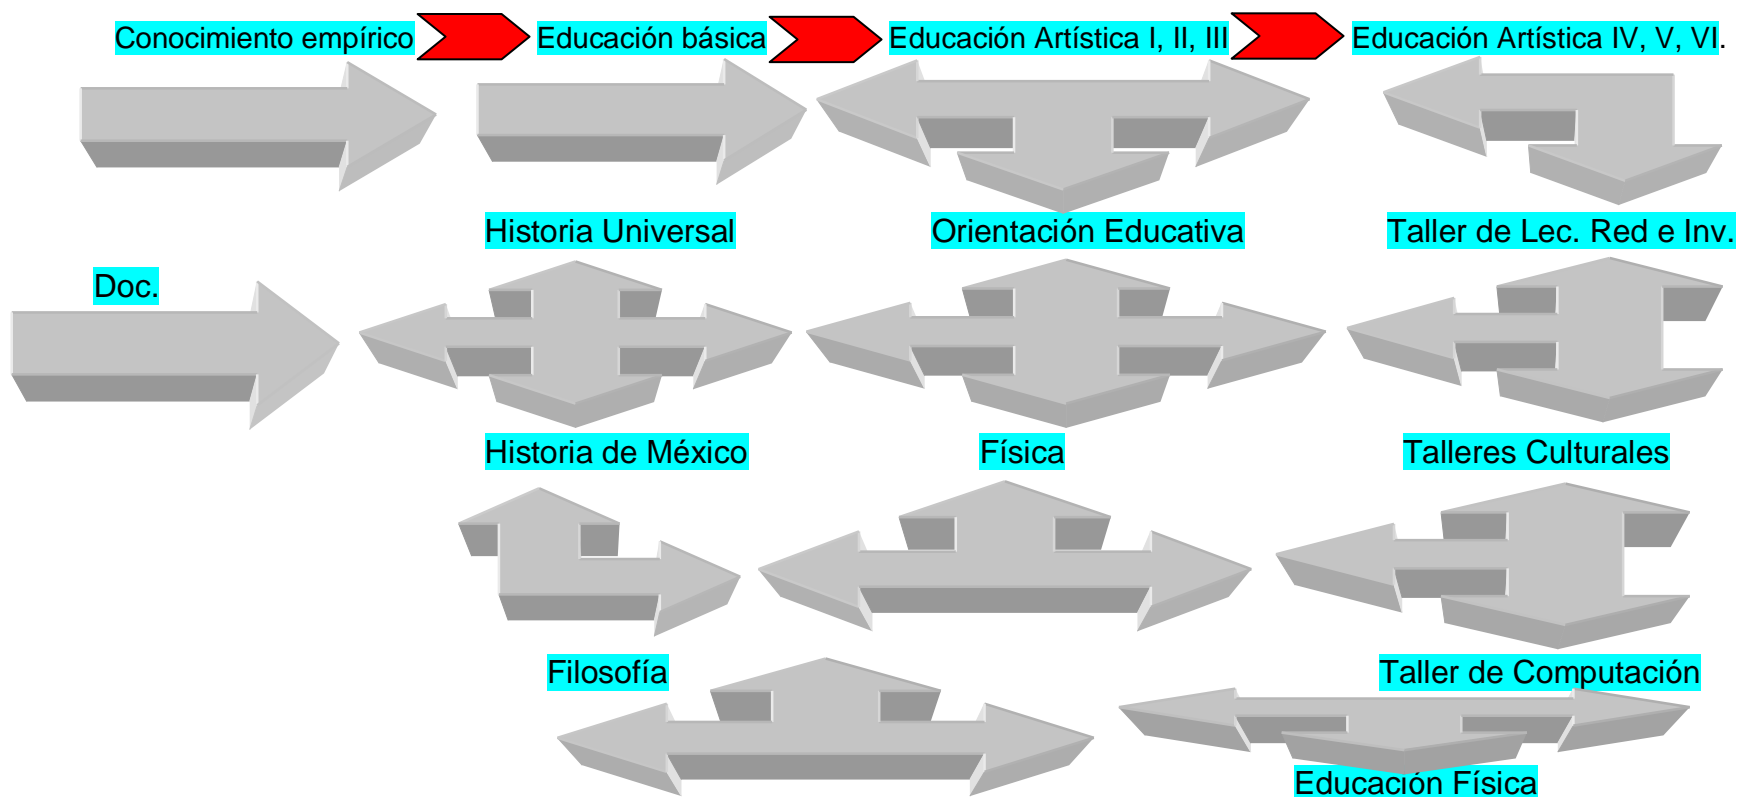 Conocimiento empírico Educación básica Educación Artística I, II, III Educación Artística IV, V, VI.
Historia Universal Orientación Educativa Taller de Lec. Red e Inv.
Doc.
Historia de México Física Talleres Culturales
Filosofía Taller de Computación
Educación Física